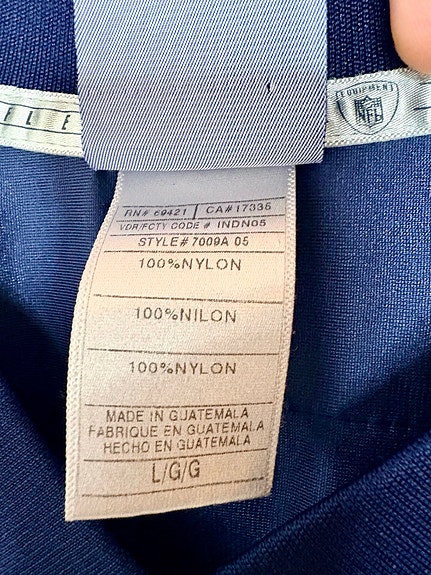 F L E
EQUIPMENT
NFL
RN# 69421 | CA#17335
VDR/FCTY CODE # INDN05
STYLE# 7009A 05
100%NYLON
100%NILON
100%NYLON
MADE IN GUATEMALA
FABRIQUE EN GUATEMALA
HECHO EN GUATEMALA
L/G/G